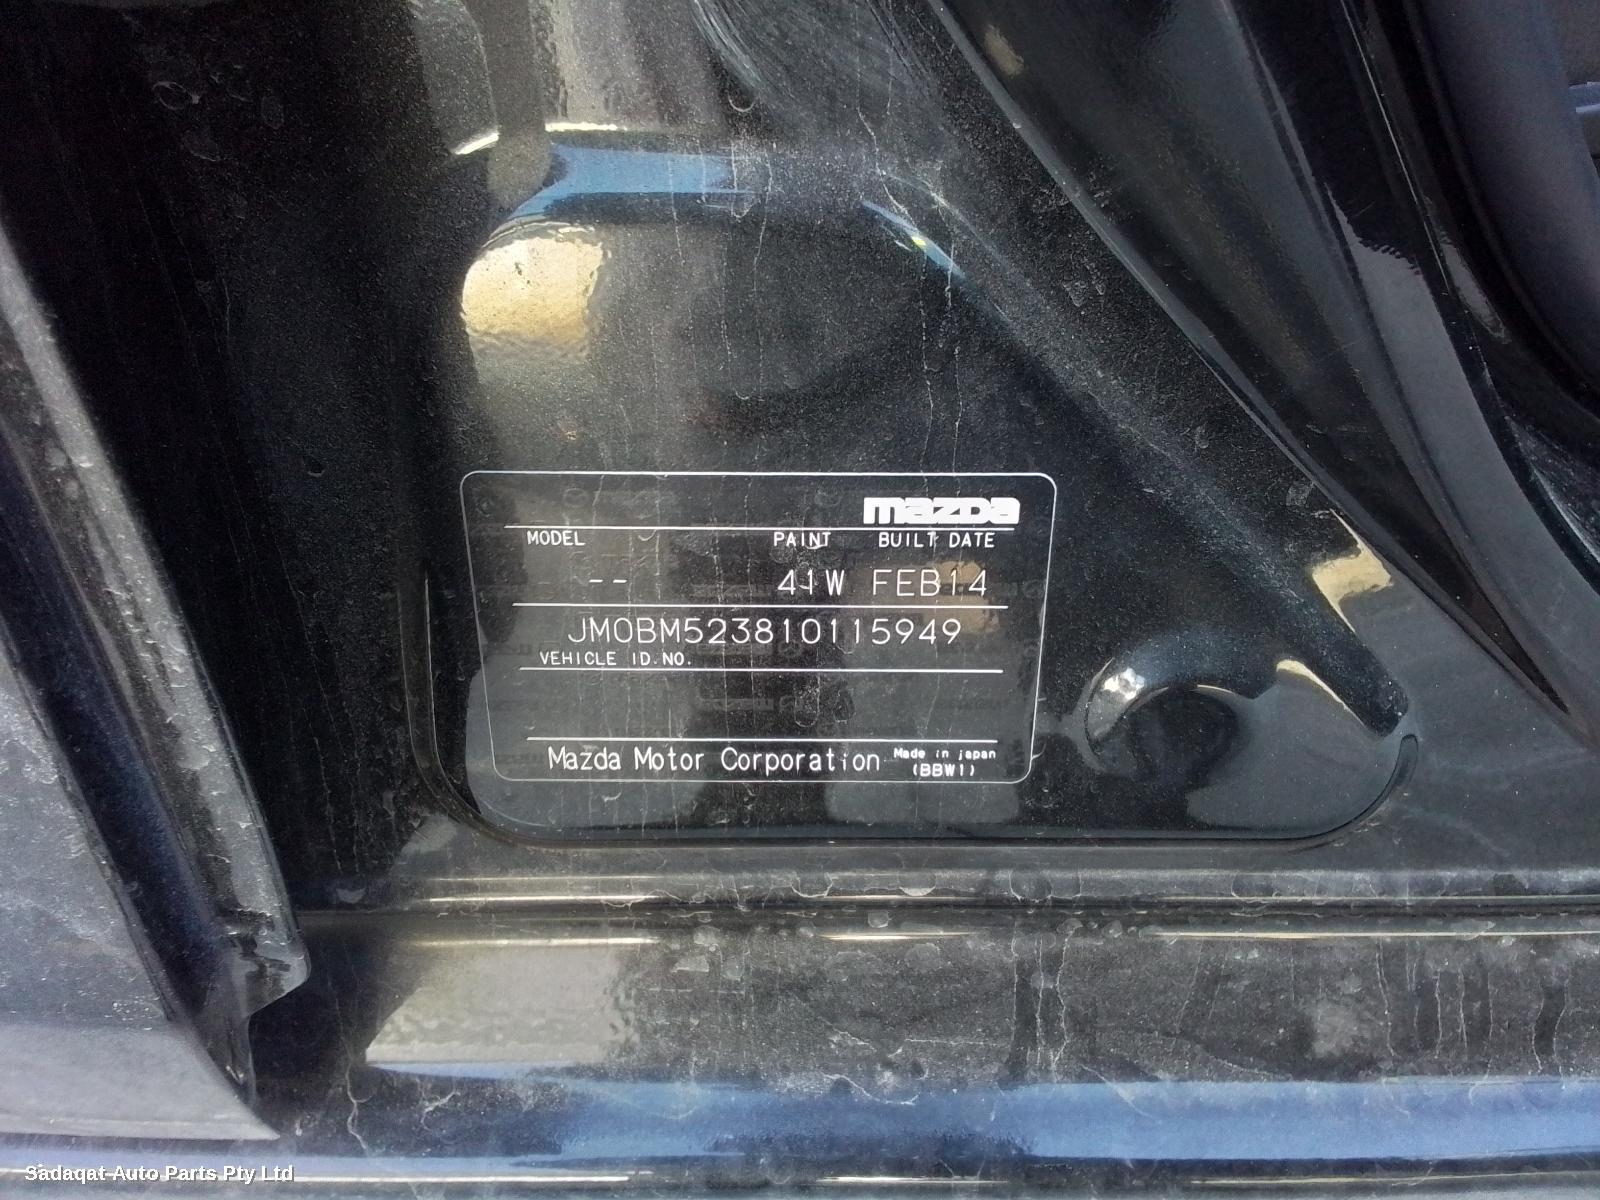 mazda
MODEL PAINT BUILT DATE
-- 41W FEB14
JM0BM523810115949
VEHICLE ID.NO.
Mazda Motor Corporation Made in japan
(BBW1)
Sadaqat Auto Parts Pty Ltd